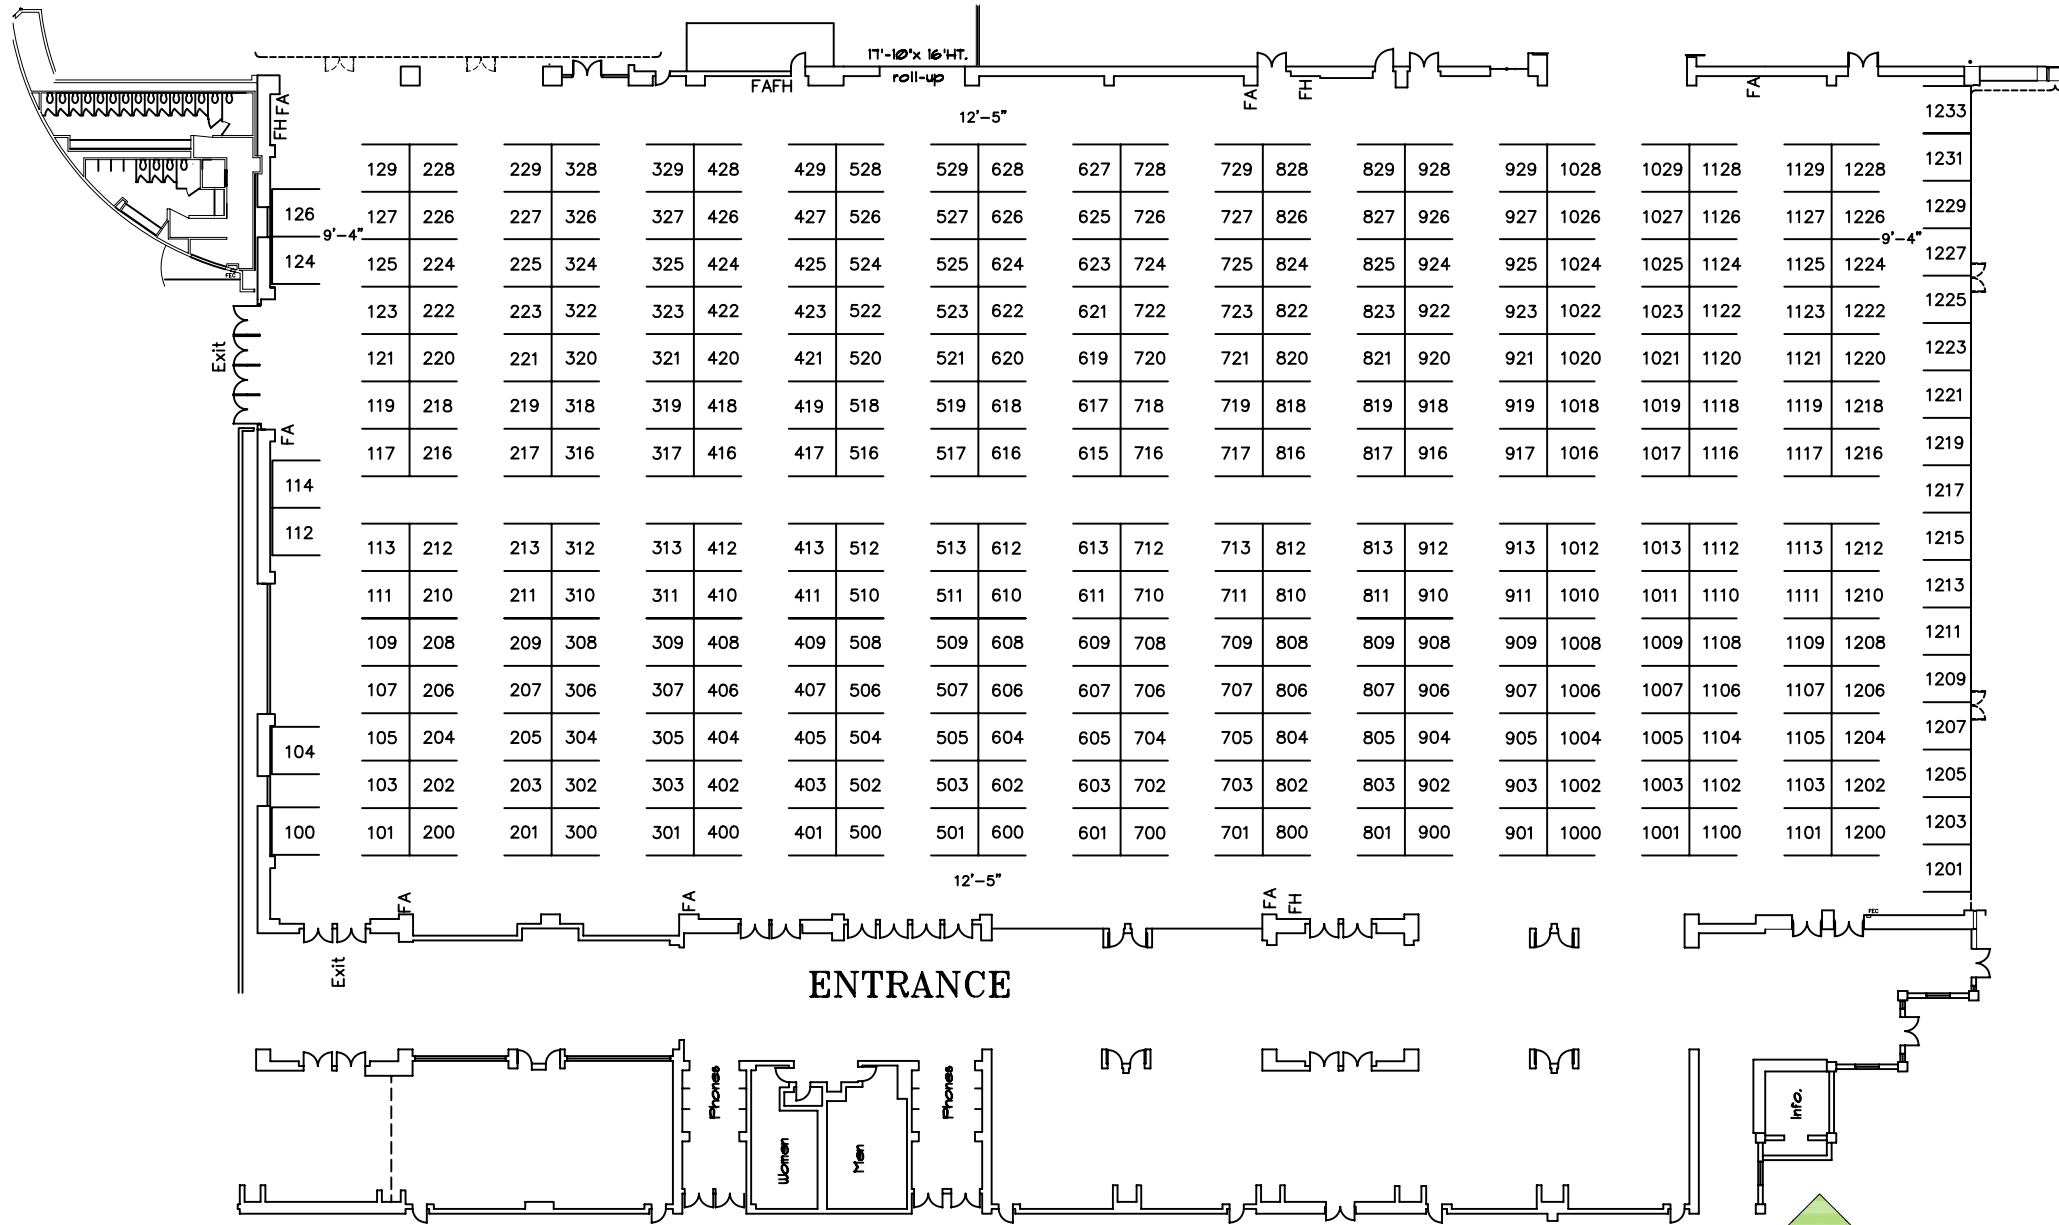 17'-10"x 16'HT.
roll-up
FAFH
FA
FH
FA
FH FA
12'-5"
1233
129 228 229 328 329 428 429 528 529 628 627 728 729 828 829 928 929 1028 1029 1128 1129 1228
1231
126 127 226 227 326 327 426 427 526 527 626 625 726 727 826 827 926 927 1026 1027 1126 1127 1226
1229
9'-4" 9'-4"
124 125 224 225 324 325 424 425 524 525 624 623 724 725 824 825 924 925 1024 1025 1124 1125 1224
1227
FEC
123 222 223 322 323 422 423 522 523 622 621 722 723 822 823 922 923 1022 1023 1122 1123 1222
1225
Exit
121 220 221 320 321 420 421 520 521 620 619 720 721 820 821 920 921 1020 1021 1120 1121 1220
1223
119 218 219 318 319 418 419 518 519 618 617 718 719 818 819 918 919 1018 1019 1118 1119 1218
1221
FA
117 216 217 316 317 416 417 516 517 616 615 716 717 816 817 916 917 1016 1017 1116 1117 1216
1219
114
1217
112
1215
113 212 213 312 313 412 413 512 513 612 613 712 713 812 813 912 913 1012 1013 1112 1113 1212
1213
111 210 211 310 311 410 411 510 511 610 611 710 711 810 811 910 911 1010 1011 1110 1111 1210
1211
109 208 209 308 309 408 409 508 509 608 609 708 709 808 809 908 909 1008 1009 1108 1109 1208
1209
107 206 207 306 307 406 407 506 507 606 607 706 707 806 807 906 907 1006 1007 1106 1107 1206
1207
104 105 204 205 304 305 404 405 504 505 604 605 704 705 804 805 904 905 1004 1005 1104 1105 1204
1205
103 202 203 302 303 402 403 502 503 602 603 702 703 802 803 902 903 1002 1003 1102 1103 1202
1203
100 101 200 201 300 301 400 401 500 501 600 601 700 701 800 801 900 901 1000 1001 1100 1101 1200
1201
12'-5"
FA
FA
FA
FH
FEC
Exit
ENTRANCE
Phones
Phones
Women
Men
Info.